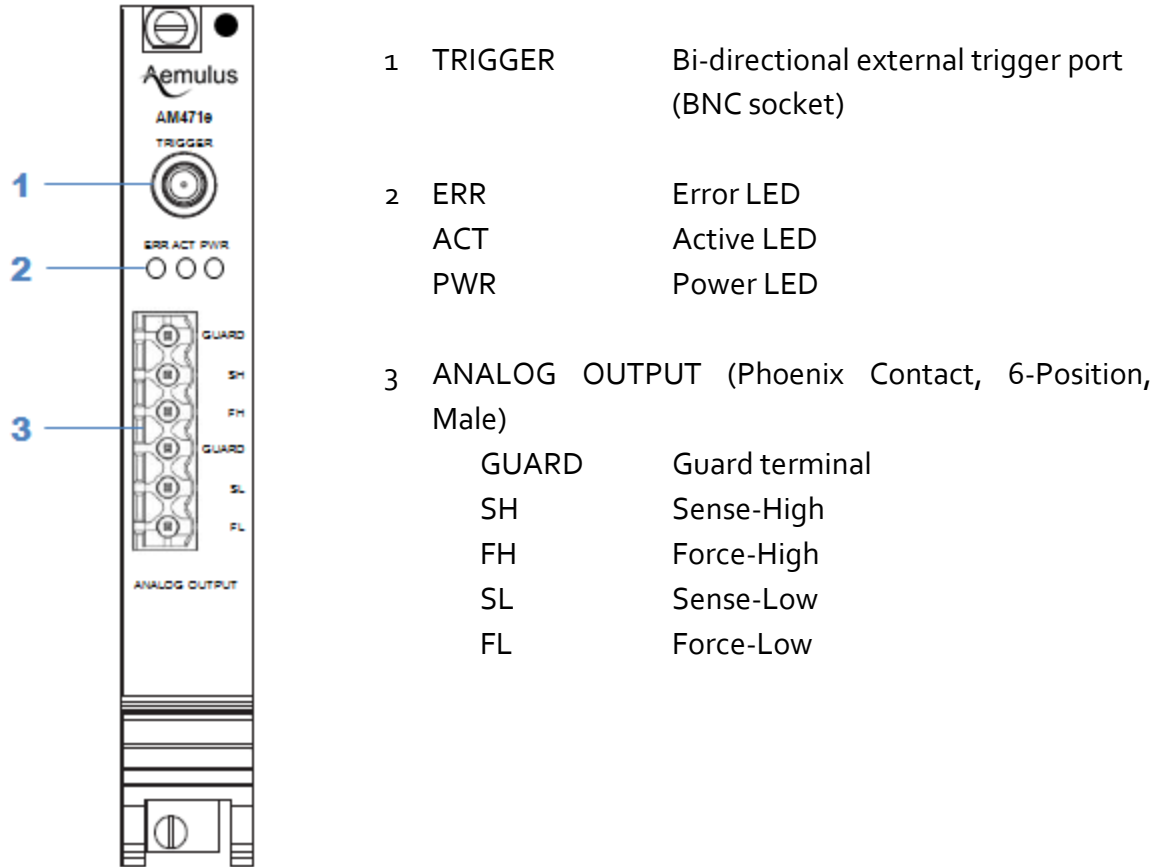 Aemulus
AM471e
TRIGGER
1
ERR ACT PWR
2
GUARD
SH
FH
3
GUARD
SL
FL
ANALOG OUTPUT
1 TRIGGER Bi-directional external trigger port
(BNC socket)
2 ERR Error LED
ACT Active LED
PWR Power LED
3 ANALOG OUTPUT (Phoenix Contact, 6-Position,
Male)
GUARD Guard terminal
SH Sense-High
FH Force-High
SL Sense-Low
FL Force-Low